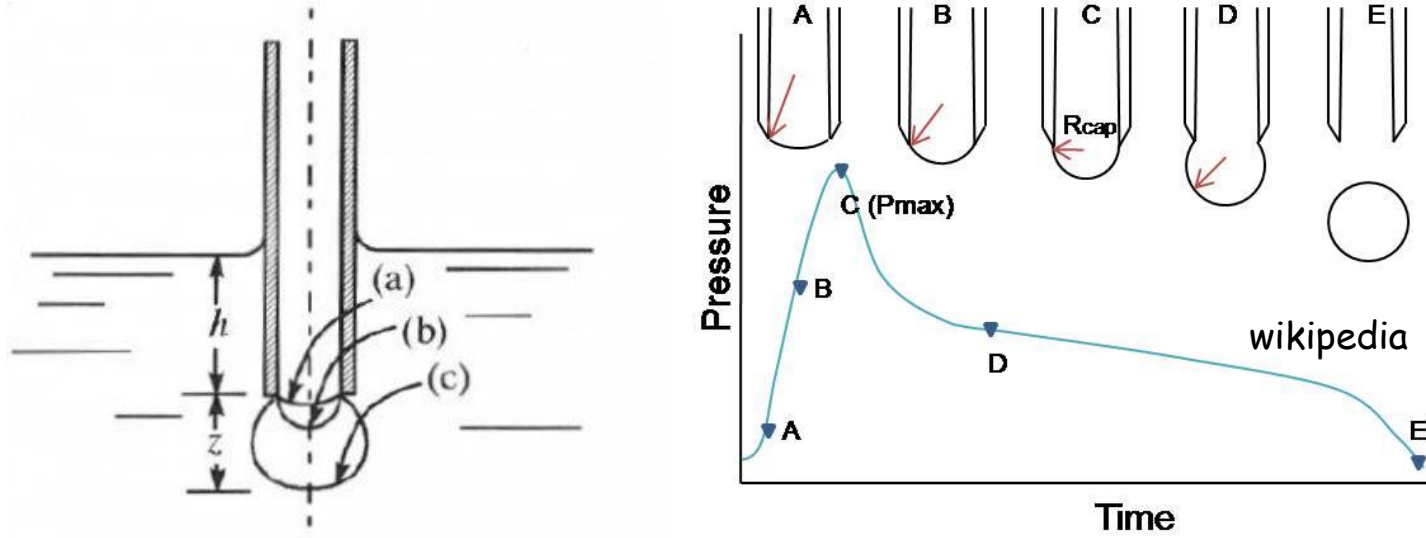 (a)
h
(b)
(c)
z
A B C D E
Rcap
Pressure
C (Pmax)
B
wikipedia
D
A
E
Time